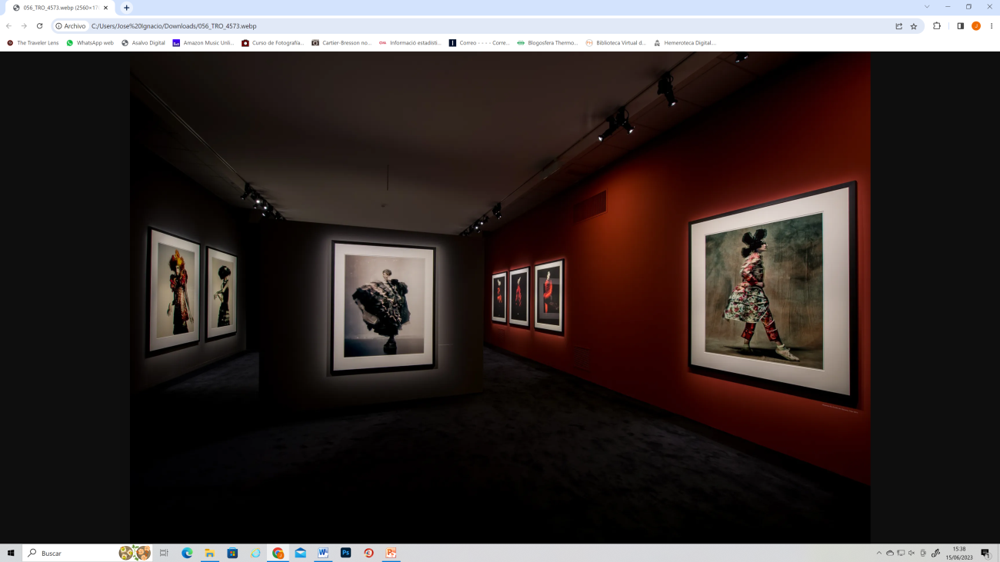 056_TRO_4573.webp (2560×17(
Archivo C:/Users/Jose%20Ignacio/Downloads/056_TRO_4573.webp
The Traveler Lens WhatsApp web Asalvo Digital Amazon Music Unli... Curso de Fotografía... Cartier-Bresson no... GVA Informació estadísti... Correo - - - - Corre... Blogosfera Thermo... Biblioteca Virtual d... Hemeroteca Digital...
J
Buscar
W
Ps
P
15:38
15/06/2023